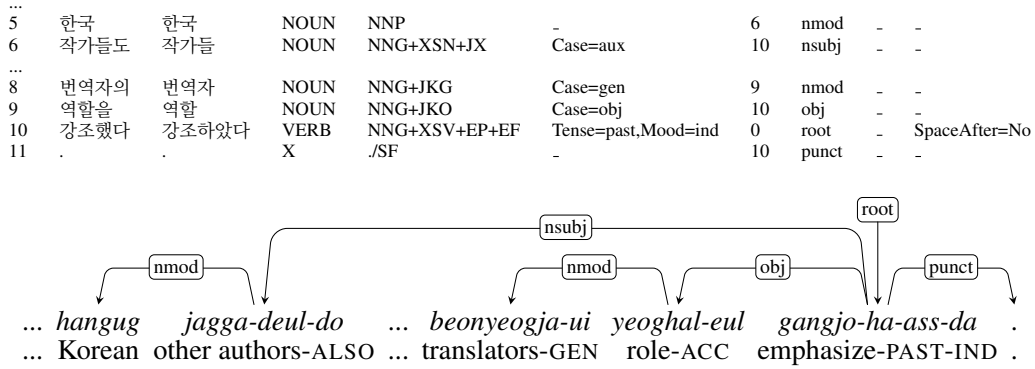 ...
5 한국 한국 NOUN NNP _ 6 nmod _ _
6 작가들도 작가들 NOUN NNG+XSN+JX Case=aux 10 nsubj _ _
...
8 번역자의 번역자 NOUN NNG+JKG Case=gen 9 nmod _ _
9 역할을 역할 NOUN NNG+JKO Case=obj 10 obj _ _
10 강조했다 강조하았다 VERB NNG+XSV+EP+EF Tense=past,Mood=ind 0 root _ SpaceAfter=No
11 . . X ./SF _ 10 punct _ _
root
nsubj
nmod nmod obj punct
... hangug jagga-deul-do ... beonyeogja-ui yeoghal-eul gangjo-ha-ass-da .
... Korean other authors-ALSO ... translators-GEN role-ACC emphasize-PAST-IND .